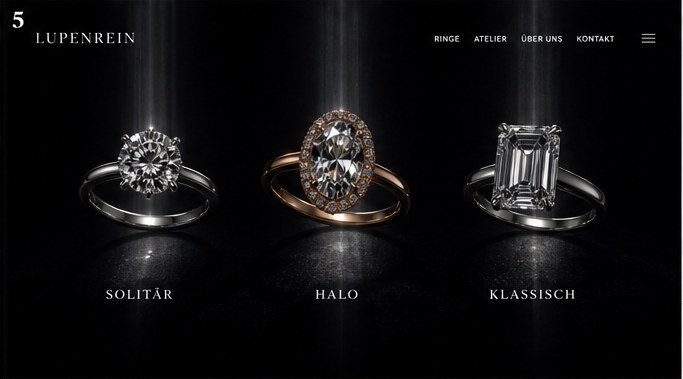 5
LUPENREIN
RINGE ATELIER ÜBER UNS KONTAKT
SOLITÄR HALO KLASSISCH